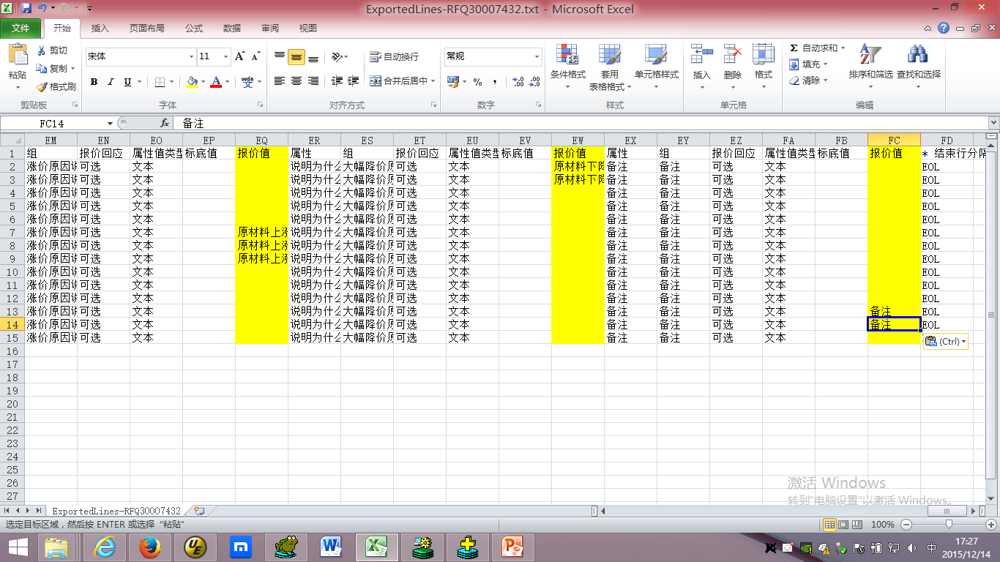 ExportedLines-RFQ30007432.txt - Microsoft Excel
文件 开始 插入 页面布局 公式 数据 审阅 视图
粘贴 剪切 复制 格式刷 剪贴板
宋体 11 B I U 字体
自动换行 合并后居中 对齐方式
常规 % , 数字
条件格式 套用表格格式 单元格样式 样式
插入 删除 格式 单元格
Σ 自动求和 填充 清除 排序和筛选 查找和选择 编辑
FC14 fx 备注
EM EN EO EP EQ ER ES ET EU EV EW EX EY EZ FA FB FC FD
1 组 报价回应 属性值类型 标底值 报价值 属性 组 报价回应 属性值类型 标底值 报价值 属性 组 报价回应 属性值类型 标底值 报价值 * 结束行分隔
2 涨价原因说 可选 文本 说明为什么 大幅降价原 可选 文本 原材料下降 备注 备注 可选 文本 EOL
3 涨价原因说 可选 文本 说明为什么 大幅降价原 可选 文本 原材料下降 备注 备注 可选 文本 EOL
4 涨价原因说 可选 文本 说明为什么 大幅降价原 可选 文本 备注 备注 可选 文本 EOL
5 涨价原因说 可选 文本 说明为什么 大幅降价原 可选 文本 备注 备注 可选 文本 EOL
6 涨价原因说 可选 文本 说明为什么 大幅降价原 可选 文本 备注 备注 可选 文本 EOL
7 涨价原因说 可选 文本 原材料上涨 说明为什么 大幅降价原 可选 文本 备注 备注 可选 文本 EOL
8 涨价原因说 可选 文本 原材料上涨 说明为什么 大幅降价原 可选 文本 备注 备注 可选 文本 EOL
9 涨价原因说 可选 文本 原材料上涨 说明为什么 大幅降价原 可选 文本 备注 备注 可选 文本 EOL
10 涨价原因说 可选 文本 说明为什么 大幅降价原 可选 文本 备注 备注 可选 文本 EOL
11 涨价原因说 可选 文本 说明为什么 大幅降价原 可选 文本 备注 备注 可选 文本 EOL
12 涨价原因说 可选 文本 说明为什么 大幅降价原 可选 文本 备注 备注 可选 文本 EOL
13 涨价原因说 可选 文本 说明为什么 大幅降价原 可选 文本 备注 备注 可选 文本 备注 EOL
14 涨价原因说 可选 文本 说明为什么 大幅降价原 可选 文本 备注 备注 可选 文本 备注 EOL
15 涨价原因说 可选 文本 说明为什么 大幅降价原 可选 文本 备注 备注 可选 文本
(Ctrl)
16
17
18
19
20
21
22
23
24
25
26
27
激活 Windows
转到"电脑设置"以激活 Windows。
ExportedLines-RFQ30007432
选定目标区域，然后按 ENTER 或选择“粘贴” 100%
中 17:27
2015/12/14